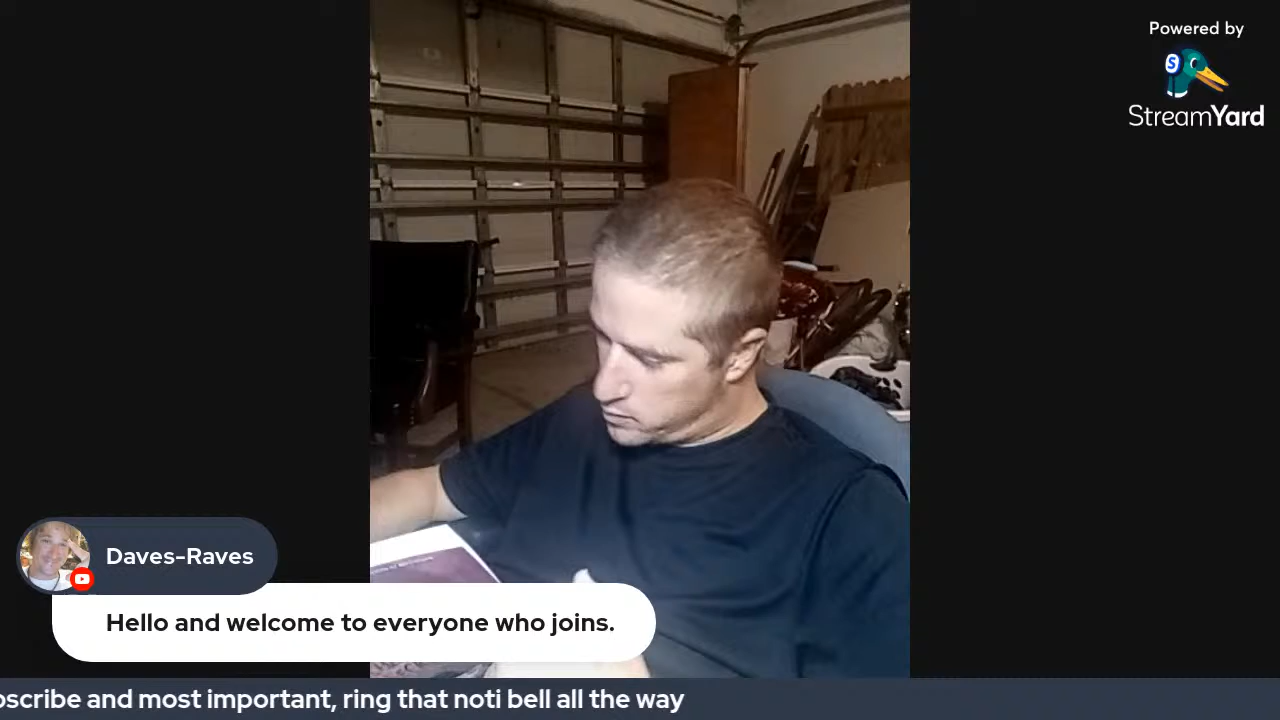 Powered by
StreamYard
Daves-Raves
Hello and welcome to everyone who joins.
bscribe and most important, ring that noti bell all the way